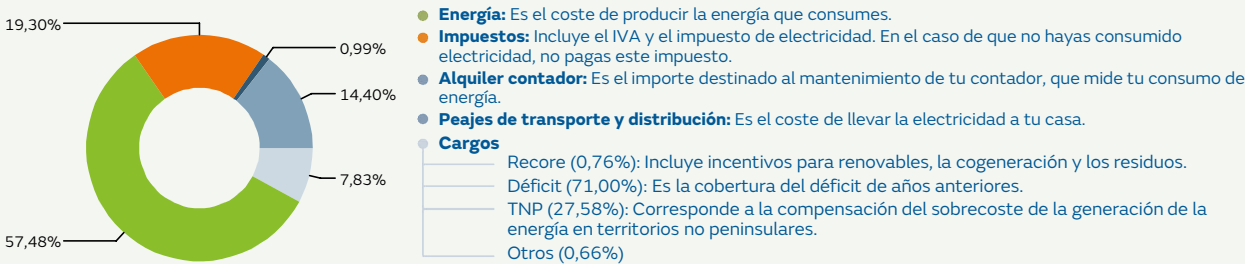 19,30%
0,99%
14,40%
7,83%
57,48%
Energía: Es el coste de producir la energía que consumes.
Impuestos: Incluye el IVA y el impuesto de electricidad. En el caso de que no hayas consumido
electricidad, no pagas este impuesto.
Alquiler contador: Es el importe destinado al mantenimiento de tu contador, que mide tu consumo de
energía.
Peajes de transporte y distribución: Es el coste de llevar la electricidad a tu casa.
Cargos
Recore (0,76%): Incluye incentivos para renovables, la cogeneración y los residuos.
Déficit (71,00%): Es la cobertura del déficit de años anteriores.
TNP (27,58%): Corresponde a la compensación del sobrecoste de la generación de la
energía en territorios no peninsulares.
Otros (0,66%)